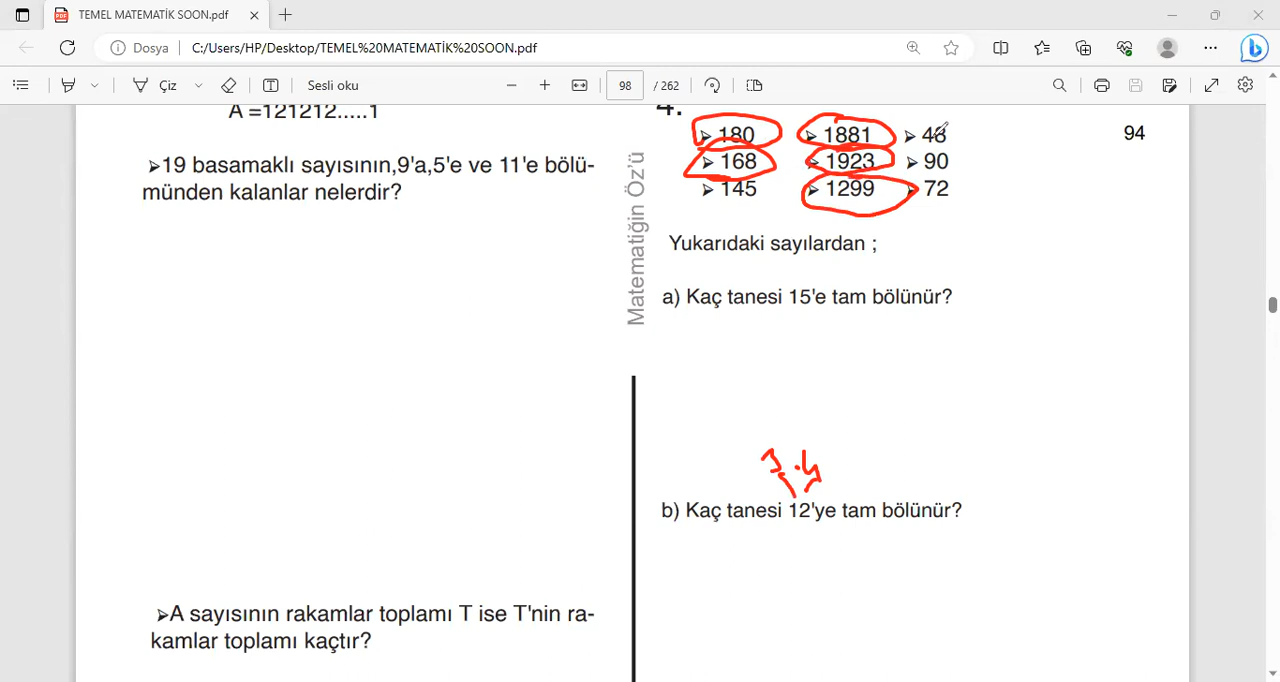 TEMEL MATEMATİK SOON.pdf
Dosya
C:/Users/HP/Desktop/TEMEL%20MATEMATİK%20SOON.pdf
Çiz
Sesli oku
98
/ 262
A =121212.....1
➢19 basamaklı sayısının,9'a,5'e ve 11'e bölü-
münden kalanlar nelerdir?
➢A sayısının rakamlar toplamı T ise T'nin ra-
kamlar toplamı kaçtır?
Matematiğin Öz'ü
4.
➢ 180 ➢ 1881 ➢ 48
➢ 168 ➢ 1923 ➢ 90
➢ 145 ➢ 1299 ➢ 72
94
Yukarıdaki sayılardan ;
a) Kaç tanesi 15'e tam bölünür?
3.4
b) Kaç tanesi 12'ye tam bölünür?